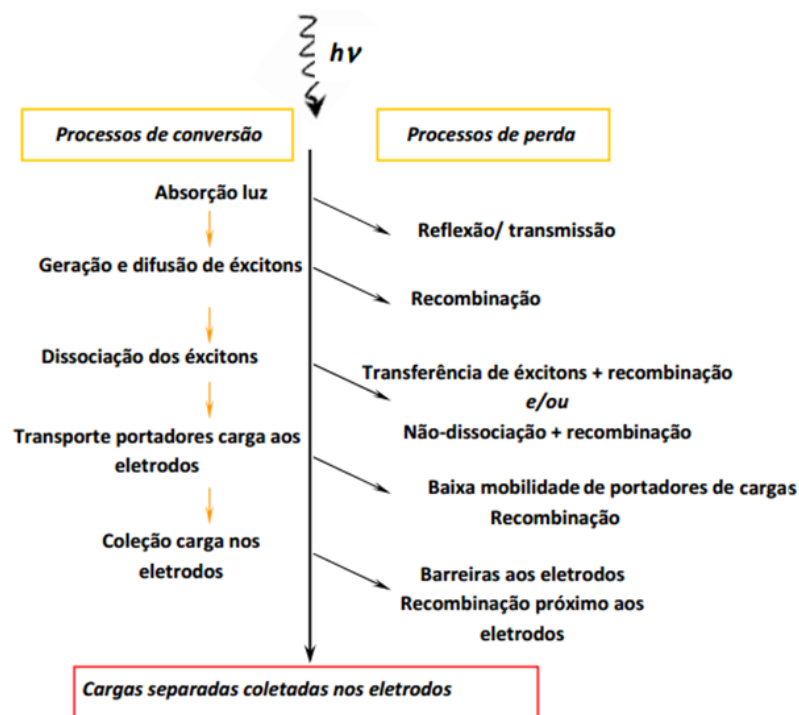 hν
Processos de conversão
Processos de perda
Absorção luz
Reflexão/ transmissão
Geração e difusão de éxcitons
Recombinação
Dissociação dos éxcitons
Transferência de éxcitons + recombinação
e/ou
Não-dissociação + recombinação
Transporte portadores carga aos
eletrodos
Baixa mobilidade de portadores de cargas
Recombinação
Coleção carga nos
eletrodos
Barreiras aos eletrodos
Recombinação próximo aos
eletrodos
Cargas separadas coletadas nos eletrodos